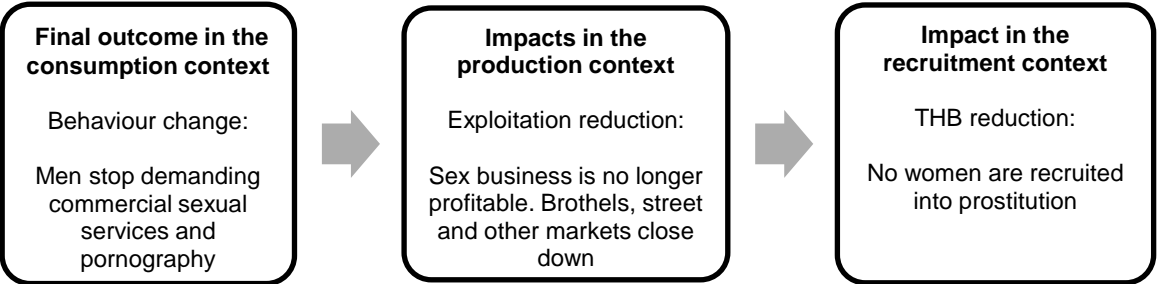 Final outcome in the
consumption context
Behaviour change:
Men stop demanding
commercial sexual
services and
pornography
Impacts in the
production context
Exploitation reduction:
Sex business is no longer
profitable. Brothels, street
and other markets close
down
Impact in the
recruitment context
THB reduction:
No women are recruited
into prostitution